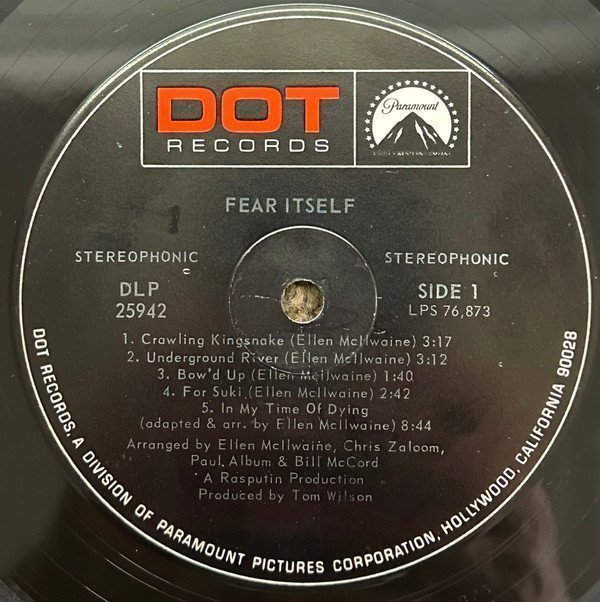 DOT
RECORDS
Paramount
FEAR ITSELF
STEREOPHONIC
STEREOPHONIC
DLP
25942
SIDE 1
LPS 76,873
1. Crawling Kingsnake (Ellen McIlwaine) 3:17
2. Underground River (Ellen McIlwaine) 3:12
3. Bow'd Up (Ellen McIlwaine) 1:40
4. For Suki (Ellen McIlwaine) 2:42
5. In My Time Of Dying
(adapted & arr. by Ellen McIlwaine) 8:44
Arranged by Ellen McIlwaine, Chris Zaloom,
Paul Album & Bill McCord
A Rasputin Production
Produced by Tom Wilson
DOT RECORDS, A DIVISION OF PARAMOUNT PICTURES CORPORATION, HOLLYWOOD, CALIFORNIA 90028